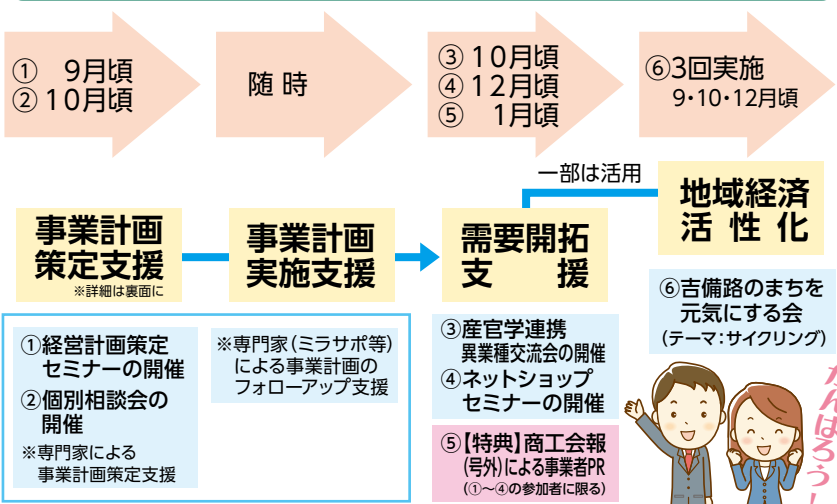 ① 9月頃
② 10月頃
随時
③ 10月頃
④ 12月頃
⑤ 1月頃
⑥3回実施
9・10・12月頃
一部は活用
事業計画
策定支援
※詳細は裏面に
事業計画
実施支援
需要開拓
支援
地域経済
活性化
①経営計画策定
セミナーの開催
②個別相談会の
開催
※専門家による
事業計画策定支援
※専門家(ミラサポ等)
による事業計画の
フォローアップ支援
③産官学連携
異業種交流会の開催
④ネットショップ
セミナーの開催
⑤【特典】商工会報
(号外)による事業者PR
(①~④の参加者に限る)
⑥吉備路のまちを
元気にする会
(テーマ:サイクリング)
がんばろう!